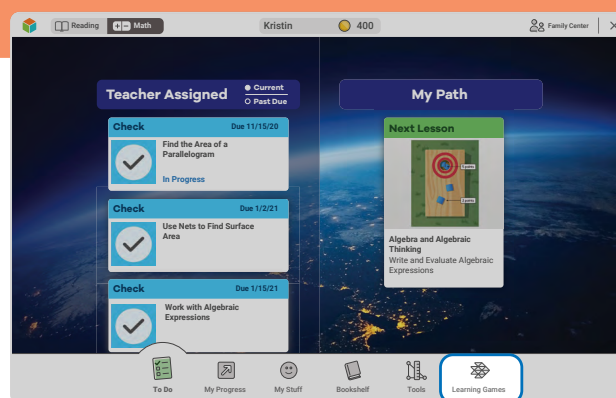 Reading
Math
Kristin
400
Family Center
Teacher Assigned
Current
Past Due
My Path
Check
Due 11/15/20
Find the Area of a
Parallelogram
In Progress
Check
Due 1/2/21
Use Nets to Find Surface
Area
Check
Due 1/15/21
Work with Algebraic
Expressions
Next Lesson
Algebra and Algebraic
Thinking
Write and Evaluate Algebraic
Expressions
To Do
My Progress
My Stuff
Bookshelf
Tools
Learning Games